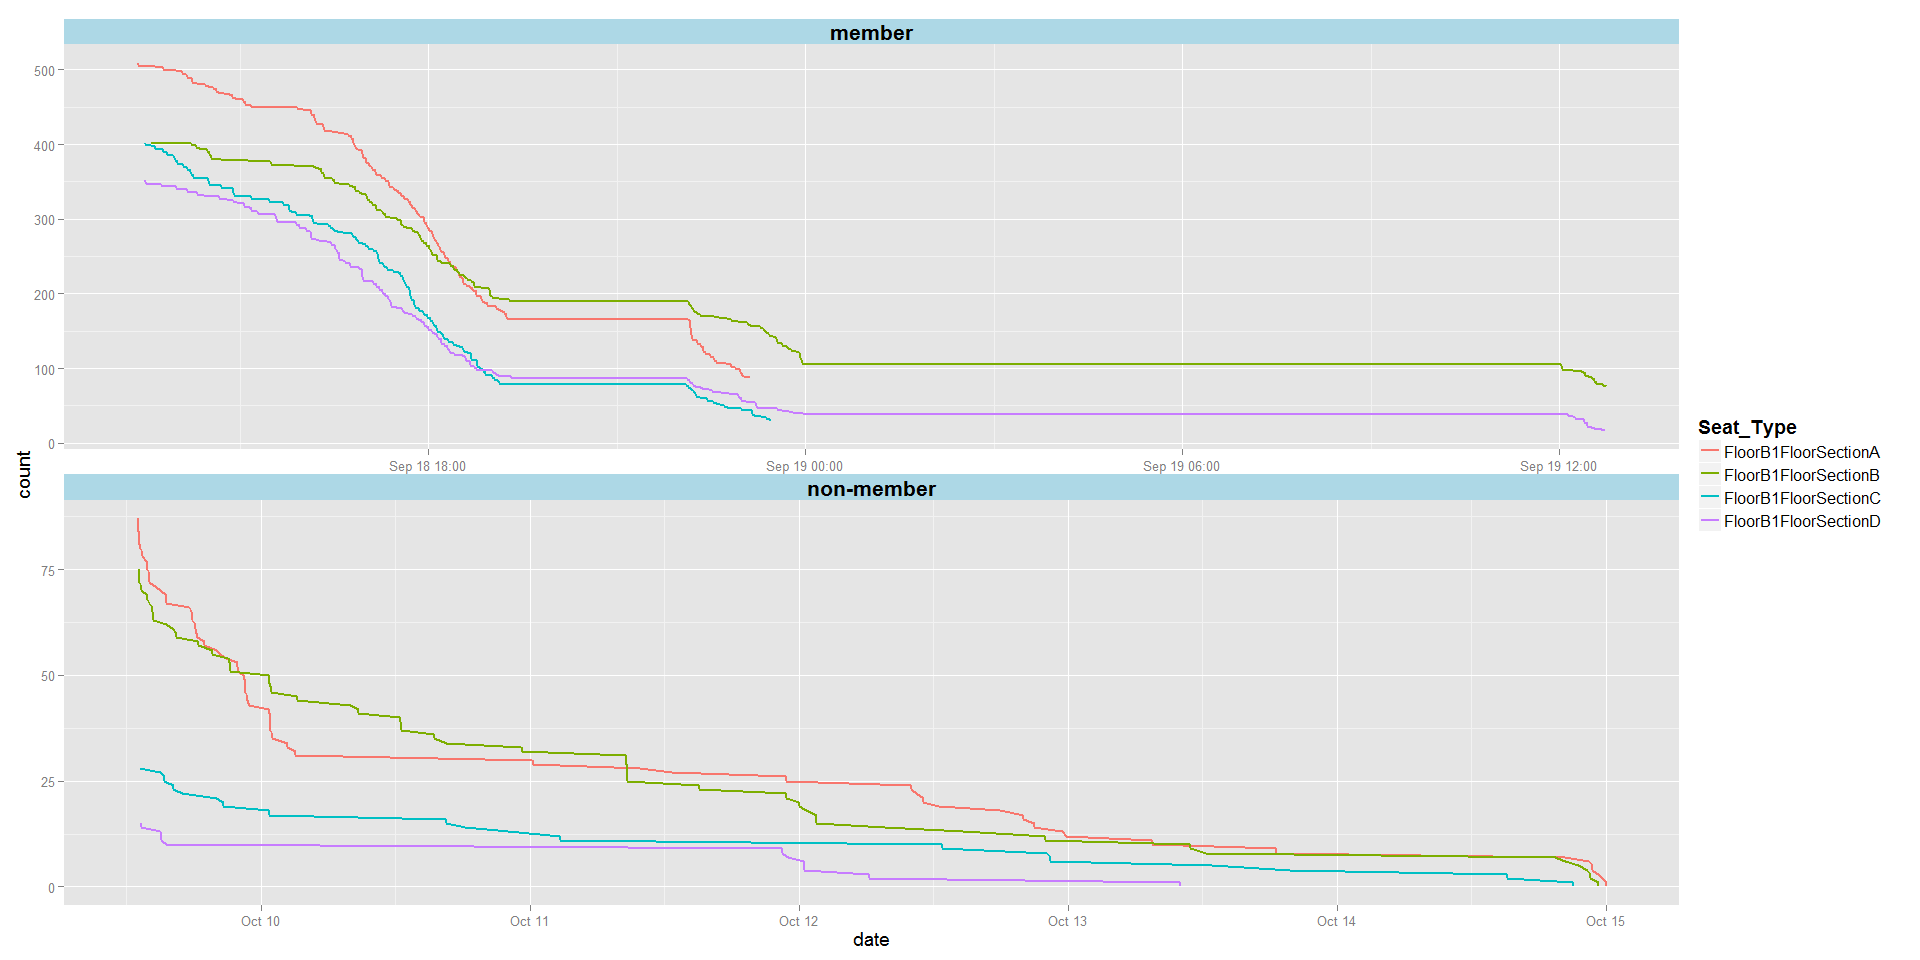 member
500
400
300
200
100
0
Sep 18 18:00
Sep 19 00:00
Sep 19 06:00
Sep 19 12:00
count
non-member
75
50
25
0
Oct 10
Oct 11
Oct 12
Oct 13
Oct 14
Oct 15
date
Seat_Type
FloorB1FloorSectionA
FloorB1FloorSectionB
FloorB1FloorSectionC
FloorB1FloorSectionD